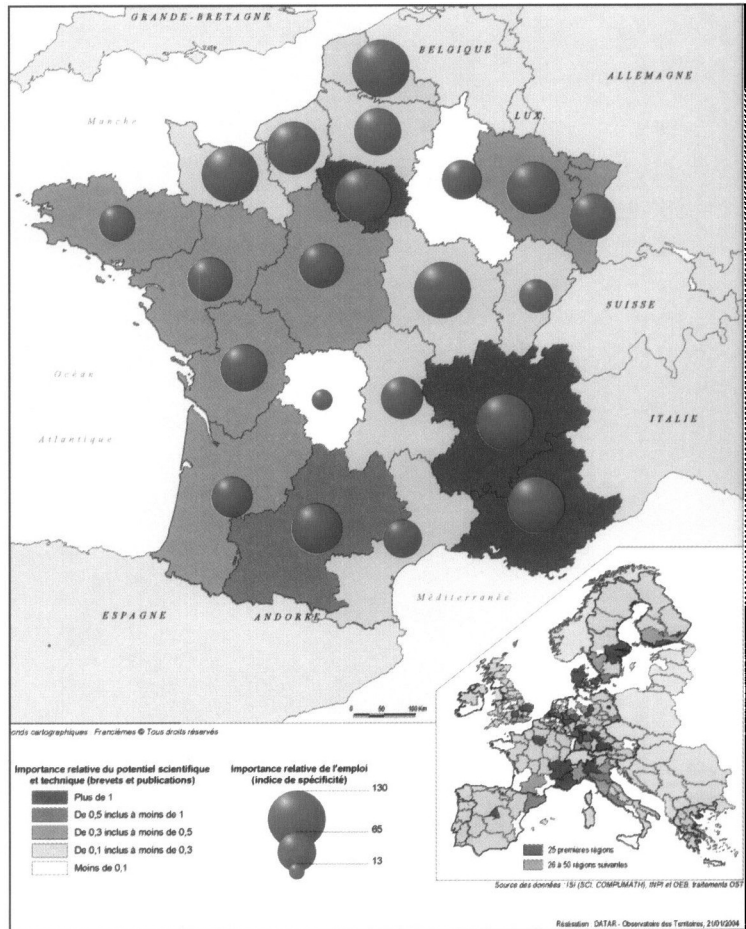 GRANDE-BRETAGNE
BELGIQUE
ALLEMAGNE
Manche
LUX.
SUISSE
Océan
Atlantique
ITALIE
ESPAGNE
ANDORRE
Méditerranée
0 50 100 Km
onds cartographiques Francièmes © Tous droits réservés
Importance relative du potentiel scientifique
et technique (brevets et publications)
Plus de 1
De 0,5 inclus à moins de 1
De 0,3 inclus à moins de 0,5
De 0,1 inclus à moins de 0,3
Moins de 0,1
Importance relative de l'emploi
(indice de spécificité)
130
65
13
25 premières régions
26 à 50 régions suivantes
Source des données : ISI (SCI, COMPUMATH), INPI et OEB, traitements OST
Réalisation : DATAR - Observatoire des Territoires, 21/01/2004